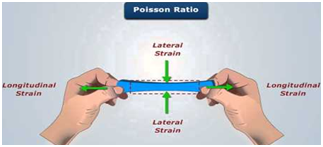 Poisson Ratio
Lateral
Strain
Longitudinal
Strain
Longitudinal
Strain
Lateral
Strain